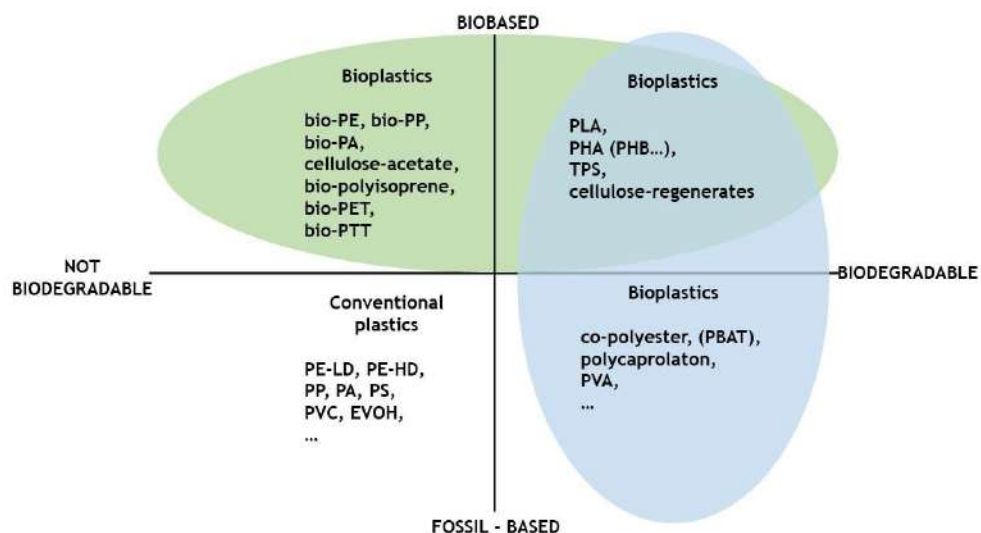 BIOBASED
Bioplastics
bio-PE, bio-PP,
bio-PA,
cellulose-acetate,
bio-polyisoprene,
bio-PET,
bio-PTT
Bioplastics
PLA,
PHA (PHB...),
TPS,
cellulose-regenerates
NOT
BIODEGRADABLE
BIODEGRADABLE
Conventional
plastics
PE-LD, PE-HD,
PP, PA, PS,
PVC, EVOH,
...
Bioplastics
co-polyester, (PBAT),
polycaprolaton,
PVA,
...
FOSSIL - BASED